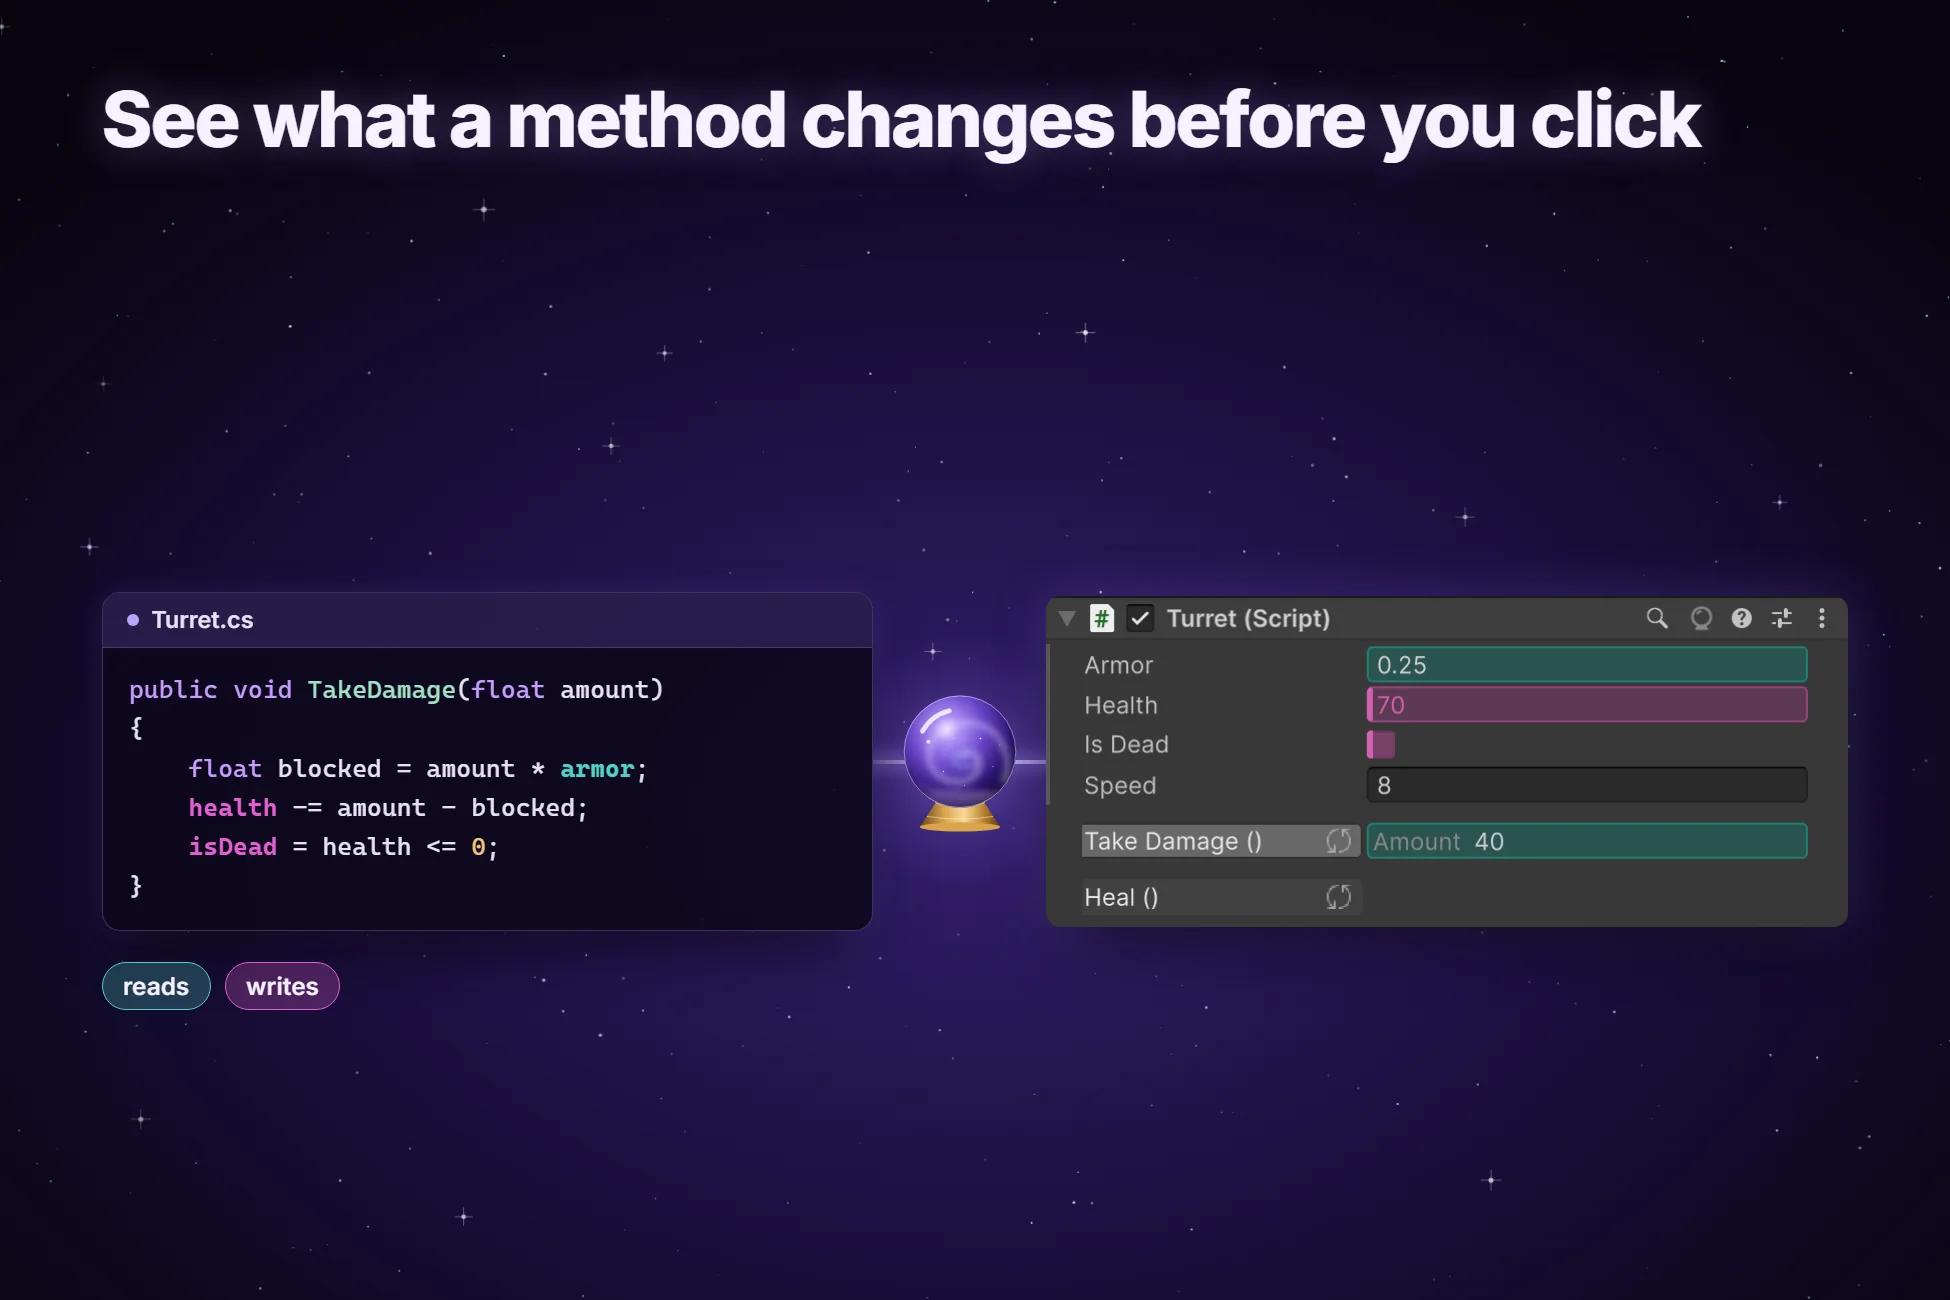 See what a method changes before you click
Turret.cs
public void TakeDamage(float amount)
{
    float blocked = amount * armor;
    health -= amount - blocked;
    isDead = health <= 0;
}
reads
writes
# Turret (Script) ?
Armor 0.25
Health 70
Is Dead
Speed 8
Take Damage () Amount 40
Heal ()